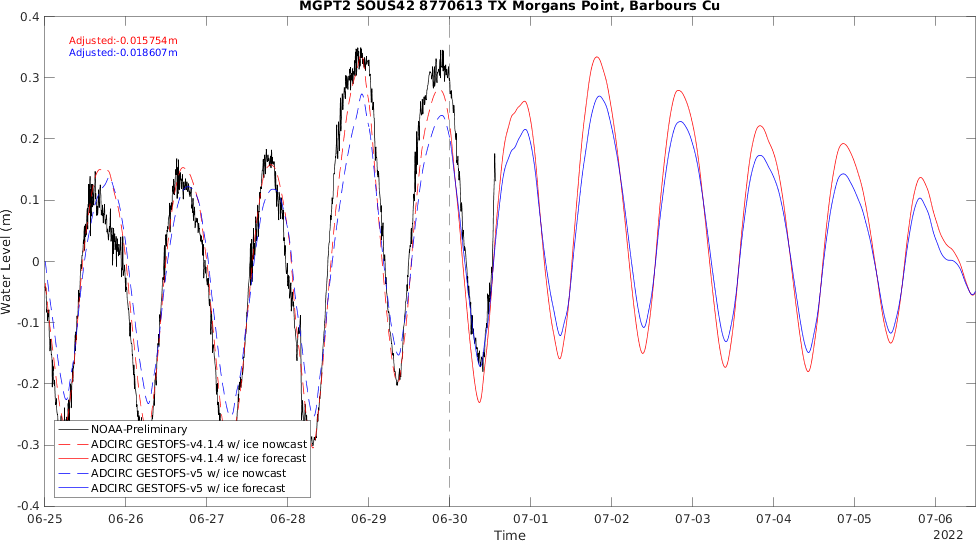 MGPT2 SOUS42 8770613 TX Morgans Point, Barbours Cu
Adjusted:-0.015754m
Adjusted:-0.018607m
0.4
0.3
0.2
0.1
0
-0.1
-0.2
-0.3
-0.4
Water Level (m)
NOAA-Preliminary
ADCIRC GESTOFS-v4.1.4 w/ ice nowcast
ADCIRC GESTOFS-v4.1.4 w/ ice forecast
ADCIRC GESTOFS-v5 w/ ice nowcast
ADCIRC GESTOFS-v5 w/ ice forecast
06-25 06-26 06-27 06-28 06-29 06-30 07-01 07-02 07-03 07-04 07-05 07-06
Time
2022